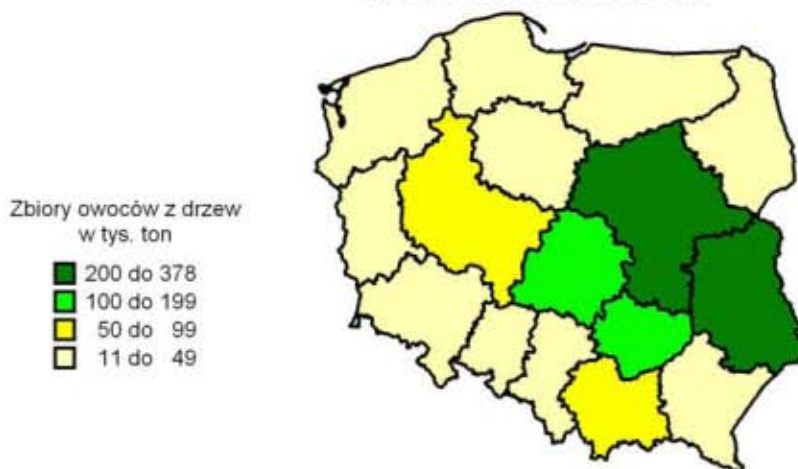 Zbiory owoców z drzew
w tys. ton
200 do 378
100 do 199
50 do 99
11 do 49